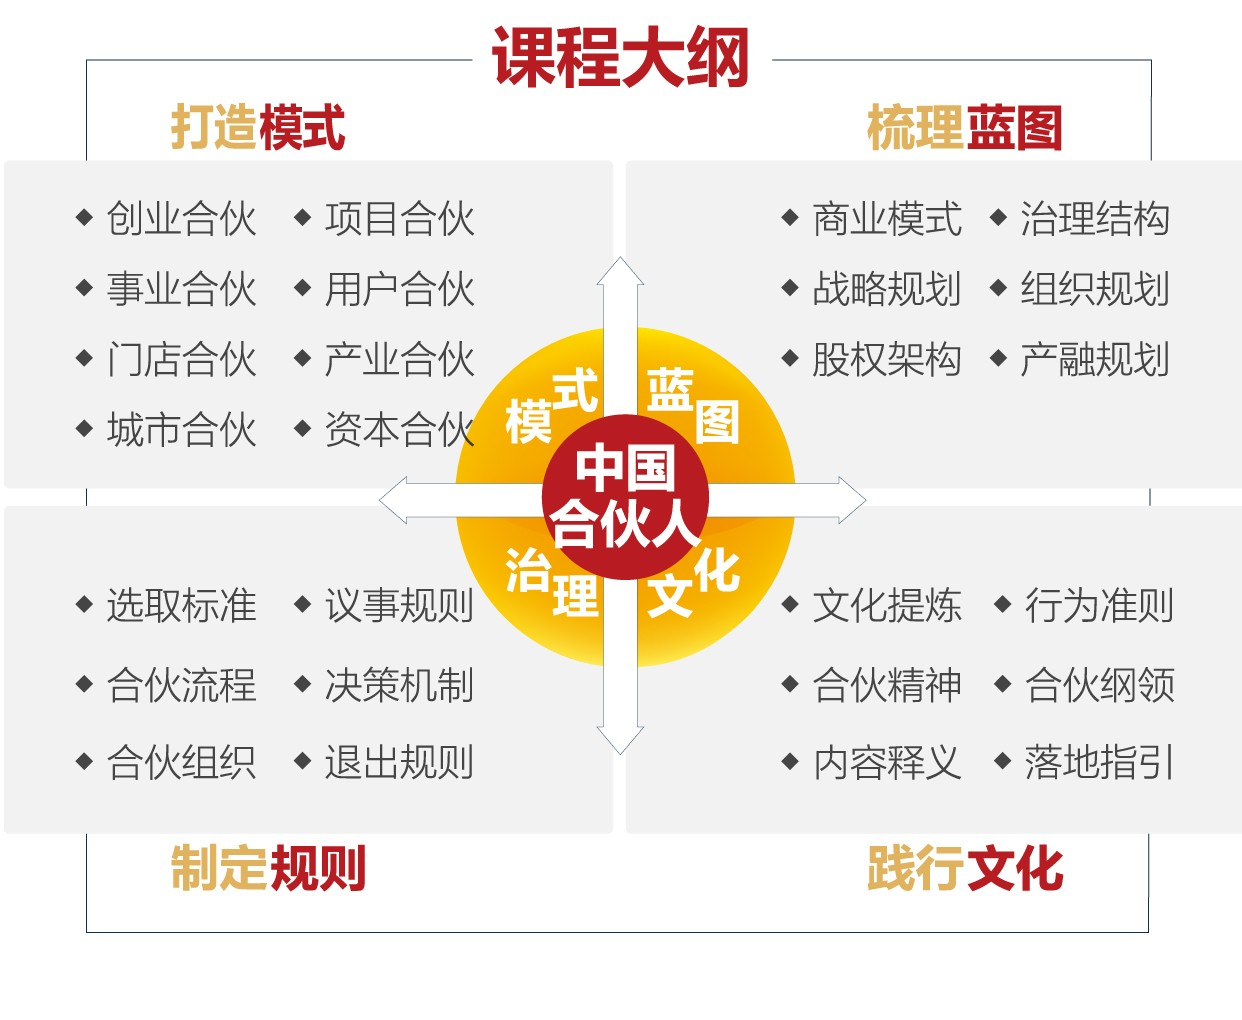 课程大纲
打造模式
创业合伙
项目合伙
事业合伙
用户合伙
门店合伙
产业合伙
城市合伙
资本合伙
梳理蓝图
商业模式
治理结构
战略规划
组织规划
股权架构
产融规划
模式
蓝图
中国
合伙人
治理
文化
选取标准
议事规则
合伙流程
决策机制
合伙组织
退出规则
制定规则
文化提炼
行为准则
合伙精神
合伙纲领
内容释义
落地指引
践行文化